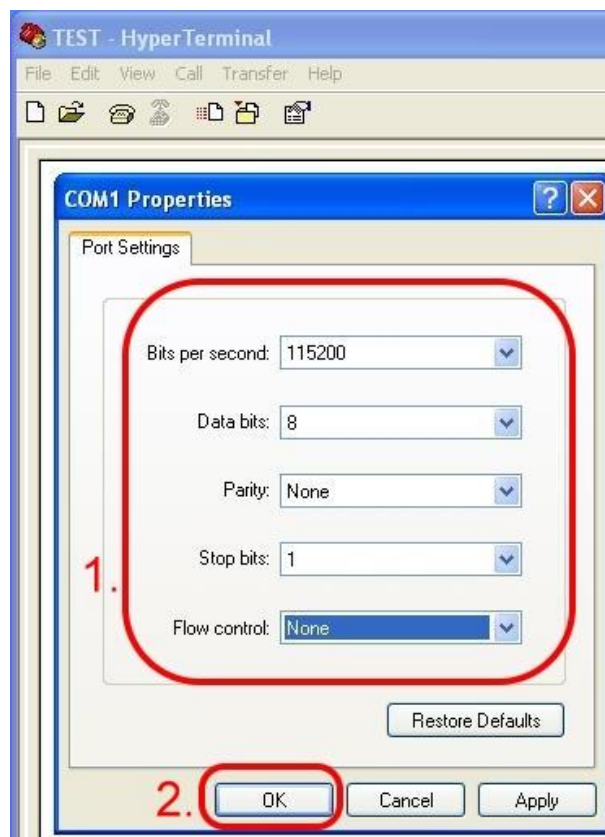 TEST - HyperTerminal
File Edit View Call Transfer Help
COM1 Properties
Port Settings
Bits per second: 115200
Data bits: 8
Parity: None
Stop bits: 1
1.
Flow control: None
Restore Defaults
2. OK Cancel Apply